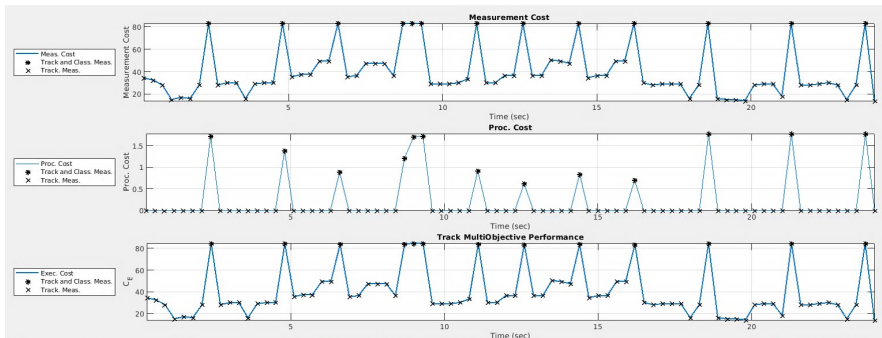 Measurement Cost
Measurement Cost
80
60
40
20
Meas. Cost
Track and Class. Meas.
Track. Meas.
5
10
15
20
Time (sec)
Proc. Cost
Proc. Cost
1.5
1
0.5
0
Proc. Cost
Track and Class. Meas.
Track. Meas.
5
10
15
20
Time (sec)
Track MultiObjective Performance
C_E
80
60
40
20
Exec. Cost
Track and Class. Meas.
Track. Meas.
5
10
15
20
Time (sec)